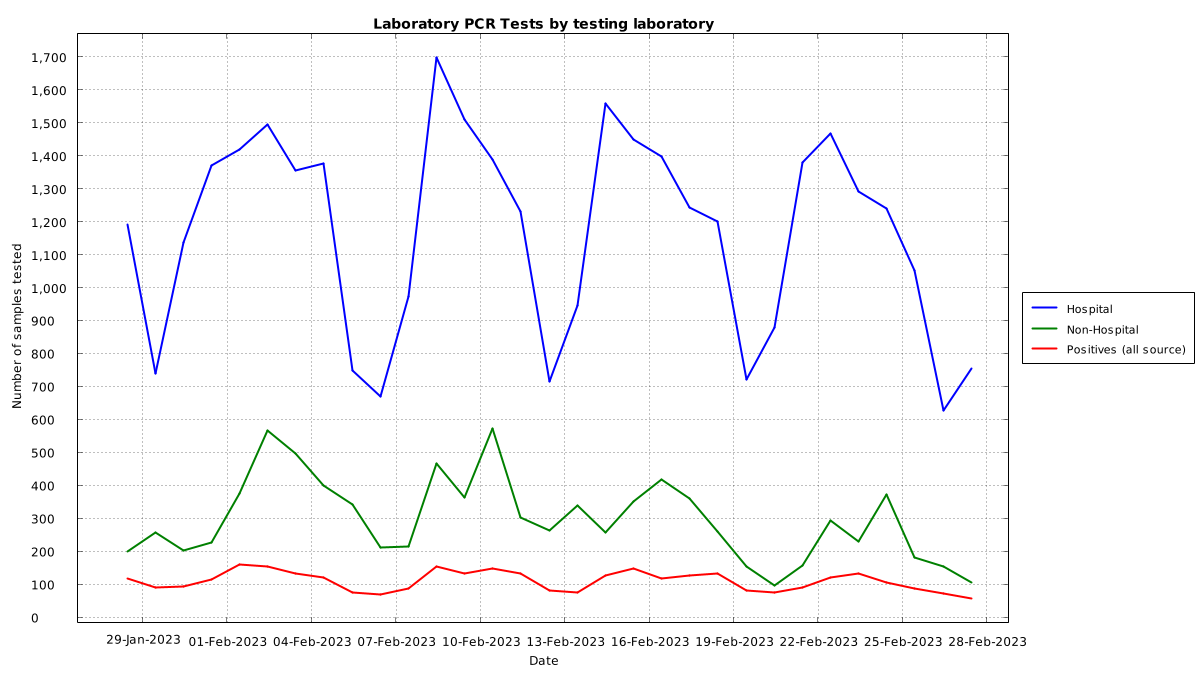 Laboratory PCR Tests by testing laboratory
1,700
1,600
1,500
1,400
1,300
1,200
1,100
1,000
900
800
700
600
500
400
300
200
100
0
Number of samples tested
29-Jan-2023 01-Feb-2023 04-Feb-2023 07-Feb-2023 10-Feb-2023 13-Feb-2023 16-Feb-2023 19-Feb-2023 22-Feb-2023 25-Feb-2023 28-Feb-2023
Date
Hospital
Non-Hospital
Positives (all source)